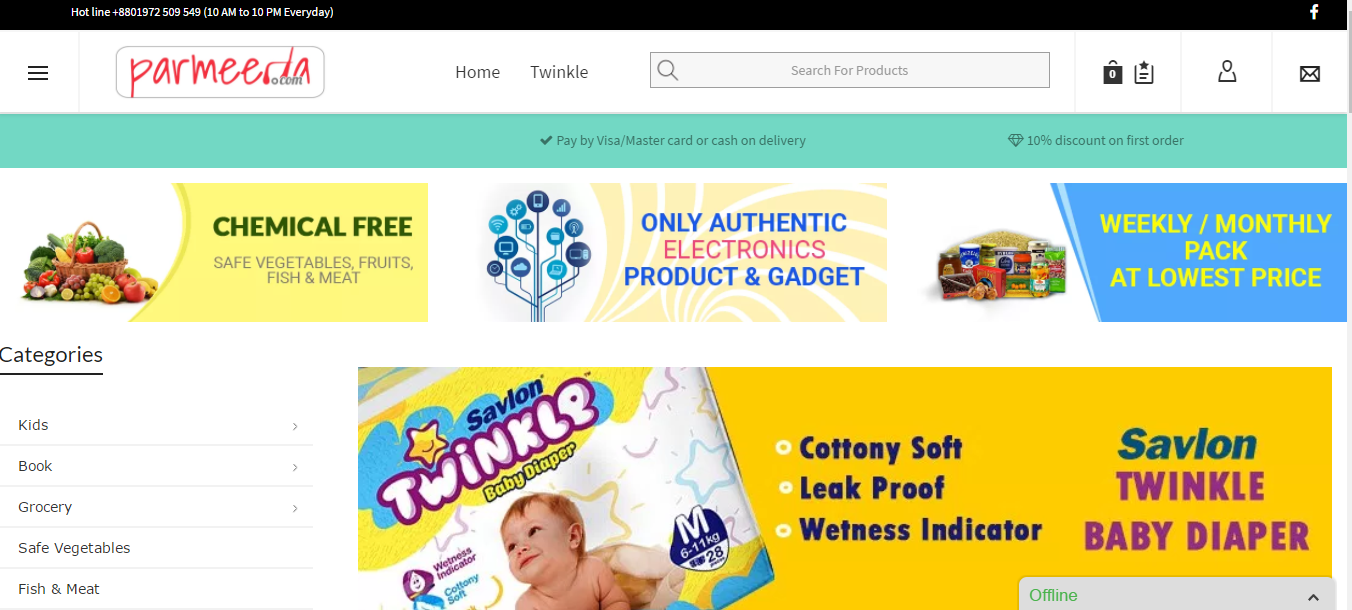 Hot line +8801972 509 549 (10 AM to 10 PM Everyday)
parmeeda.com
Home
Twinkle
Search For Products
0
Pay by Visa/Master card or cash on delivery
10% discount on first order
CHEMICAL FREE
SAFE VEGETABLES, FRUITS,
FISH & MEAT
ONLY AUTHENTIC
ELECTRONICS
PRODUCT & GADGET
WEEKLY / MONTHLY
PACK
AT LOWEST PRICE
Categories
Kids
Book
Grocery
Safe Vegetables
Fish & Meat
Savlon
TWINKLE
Baby Diaper
M
6-11kg
28
Wetness
Indicator
Cottony
Soft
Cottony Soft
Leak Proof
Wetness Indicator
Savlon
TWINKLE
BABY DIAPER
Offline